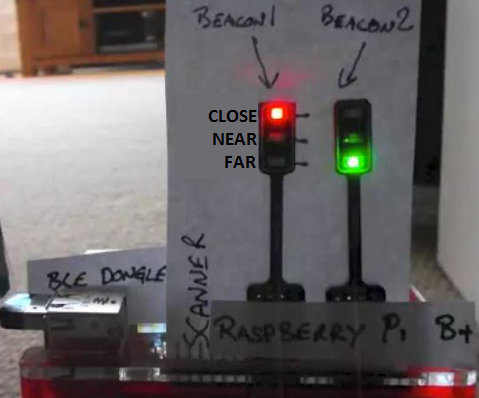 BEACON1 BEACON2
CLOSE
NEAR
FAR
SCANNER
BLE DONGLE
RASPBERRY Pi B+